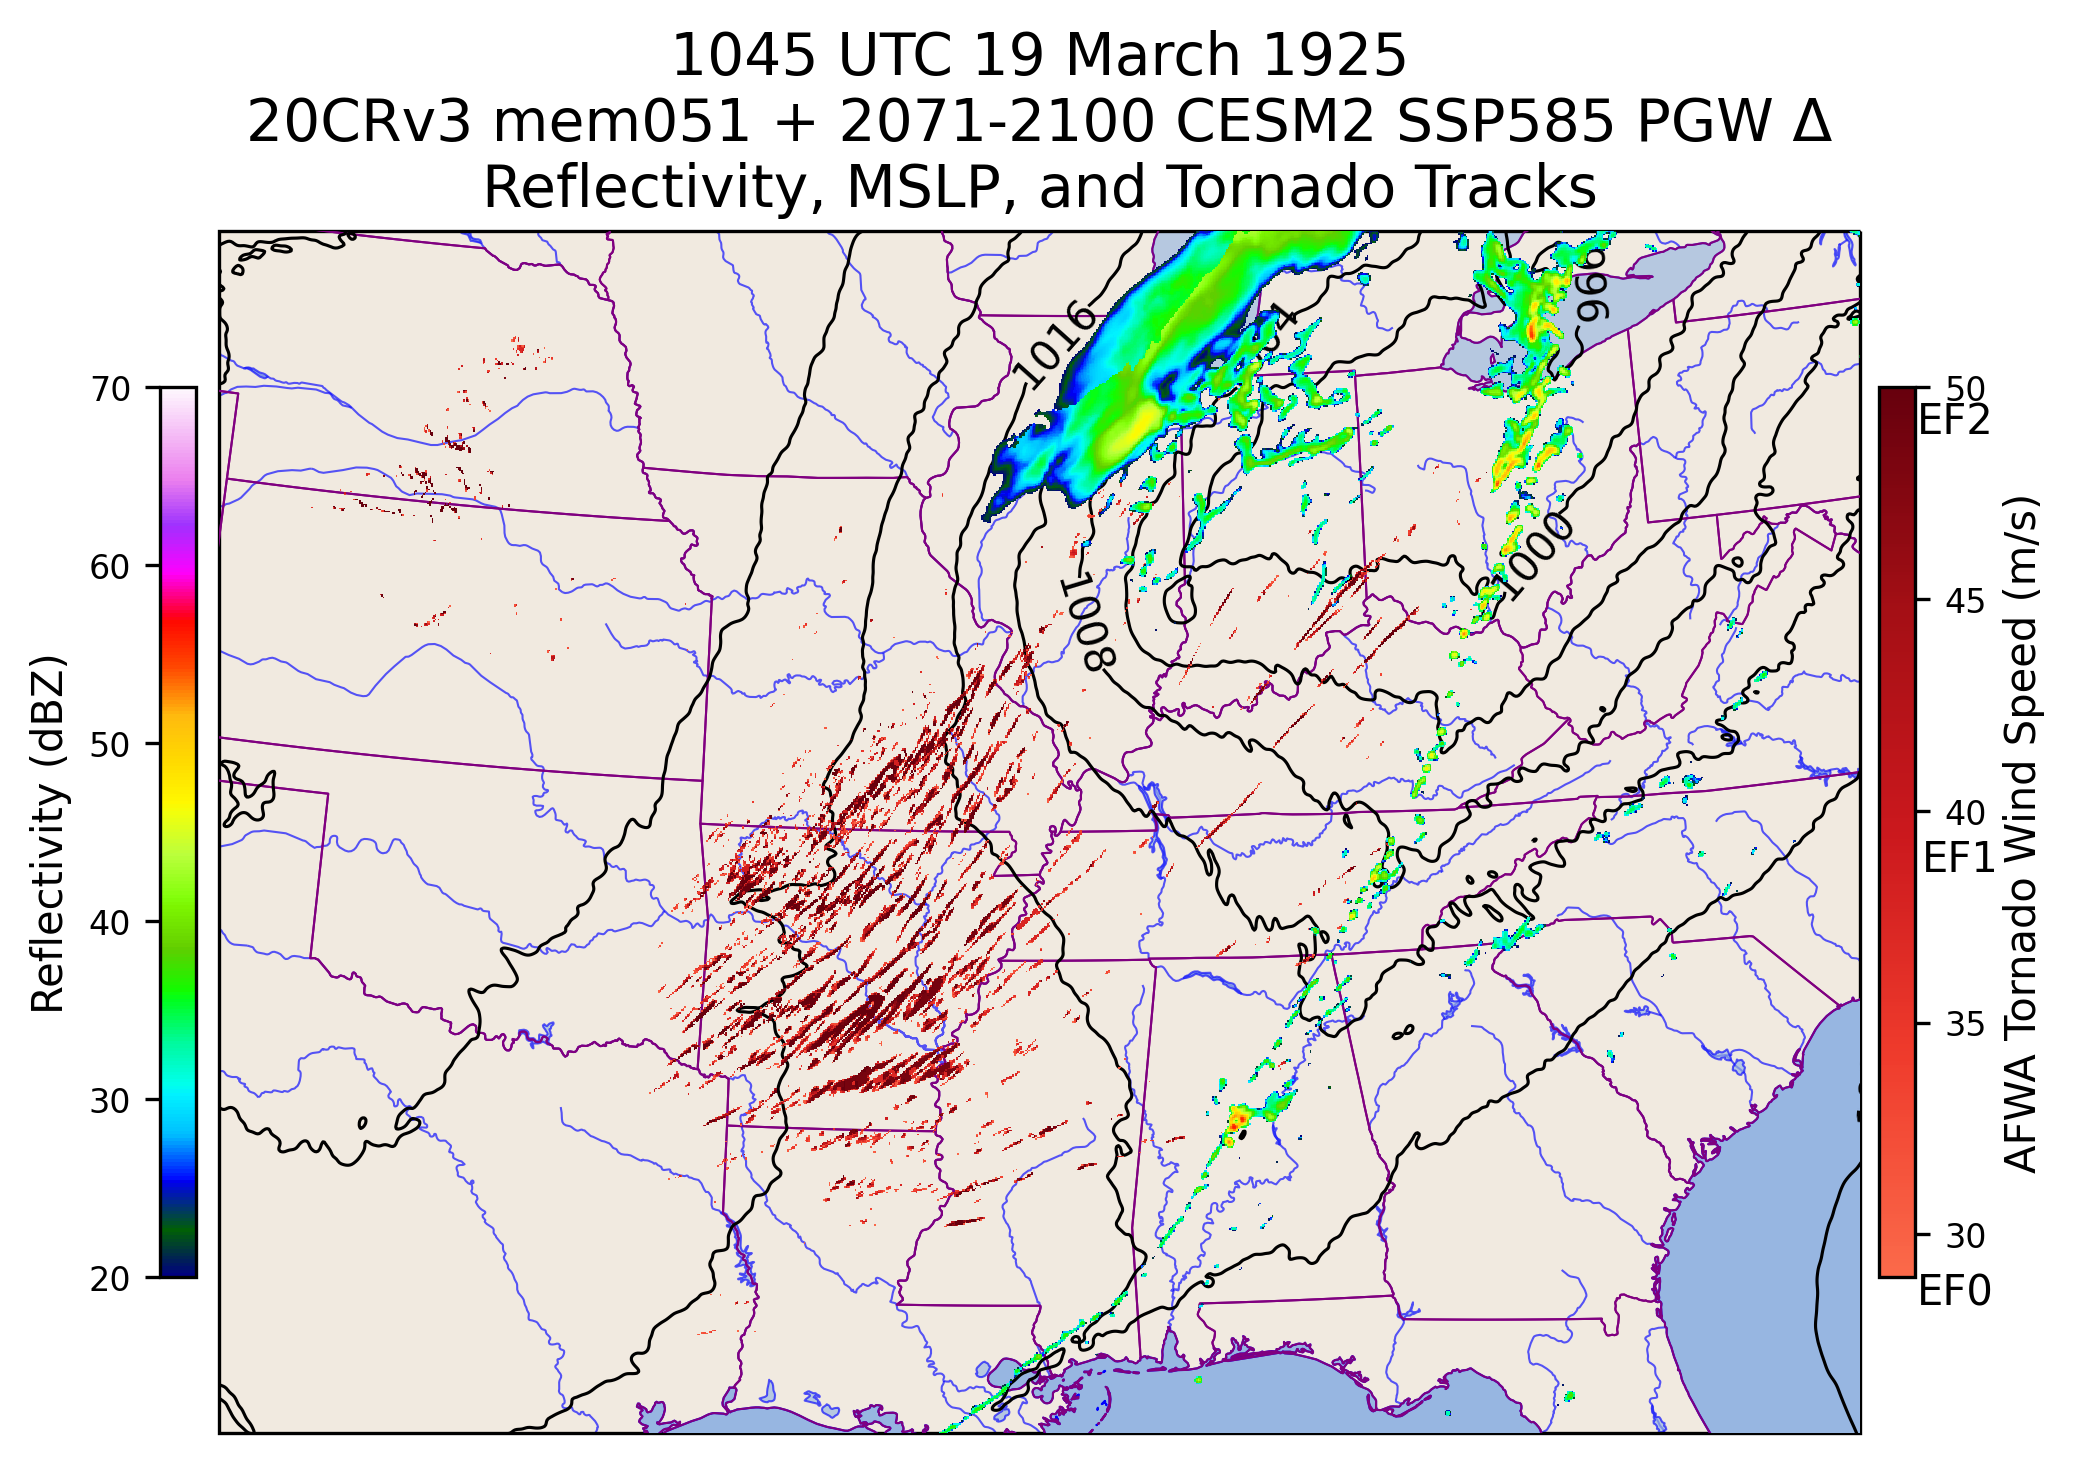 1045 UTC 19 March 1925
20CRv3 mem051 + 2071-2100 CESM2 SSP585 PGW Δ
Reflectivity, MSLP, and Tornado Tracks
Reflectivity (dBZ)
70
60
50
40
30
20
1016
996
1000
1008
50
EF2
45
40
EF1
35
30
EF0
AFWA Tornado Wind Speed (m/s)